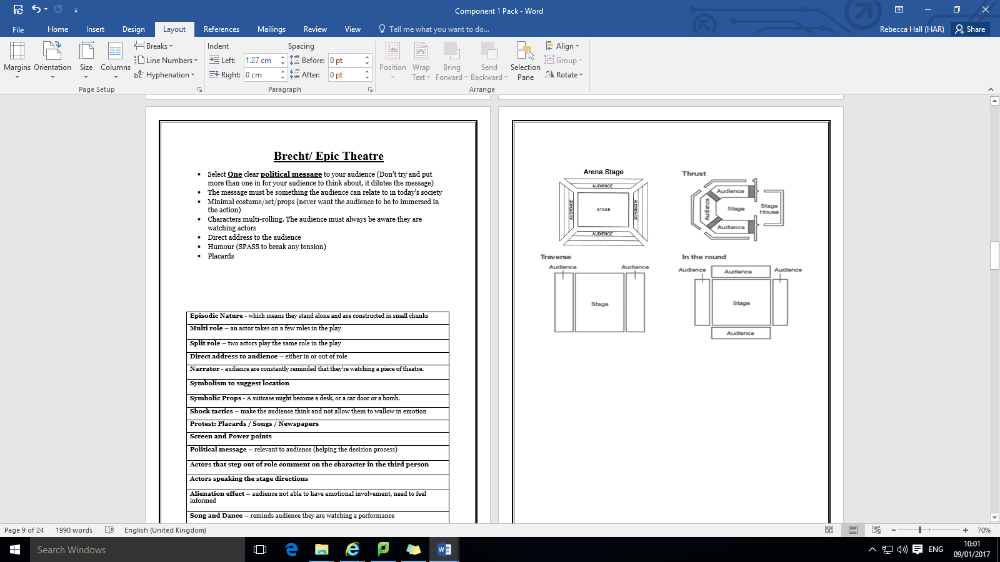 Component 1 Pack - Word
File Home Insert Design Layout References Mailings Review View Tell me what you want to do... Rebecca Hall (HAR) Share
Margins Orientation Size Columns Breaks Line Numbers Hyphenation
Page Setup
Indent Spacing
Left: 1.27 cm Before: 0 pt
Right: 0 cm After: 0 pt
Paragraph
Position Wrap Text Bring Forward Send Backward Selection Pane Align Group Rotate
Arrange
Brecht/ Epic Theatre
• Select One clear political message to your audience (Don't try and put
more than one in for your audience to think about, it dilutes the message)
• The message must be something the audience can relate to in today's society
• Minimal costume/set/props (never want the audience to be to immersed in
the action)
• Characters multi-rolling. The audience must always be aware they are
watching actors
• Direct address to the audience
• Humour (SPASS to break any tension)
• Placards
Episodic Nature - which means they stand alone and are constructed in small chunks
Multi role – an actor takes on a few roles in the play
Split role – two actors play the same role in the play
Direct address to audience – either in or out of role
Narrator - audience are constantly reminded that they're watching a piece of theatre.
Symbolism to suggest location
Symbolic Props - A suitcase might become a desk, or a car door or a bomb.
Shock tactics – make the audience think and not allow them to wallow in emotion
Protest: Placards / Songs / Newspapers
Screen and Power points
Political message – relevant to audience (helping the decision process)
Actors that step out of role comment on the character in the third person
Actors speaking the stage directions
Alienation effect – audience not able to have emotional involvement, need to feel
informed
Song and Dance – reminds audience they are watching a performance
Arena Stage
AUDIENCE
AUDIENCE
STAGE
AUDIENCE
AUDIENCE
Thrust
Audience
Audience
Stage
Stage House
Audience
Traverse
Audience Audience
Stage
In the round
Audience Audience Audience
Stage
Audience
Page 9 of 24 1990 words English (United Kingdom) 70%
Search Windows
ENG 10:01
09/01/2017